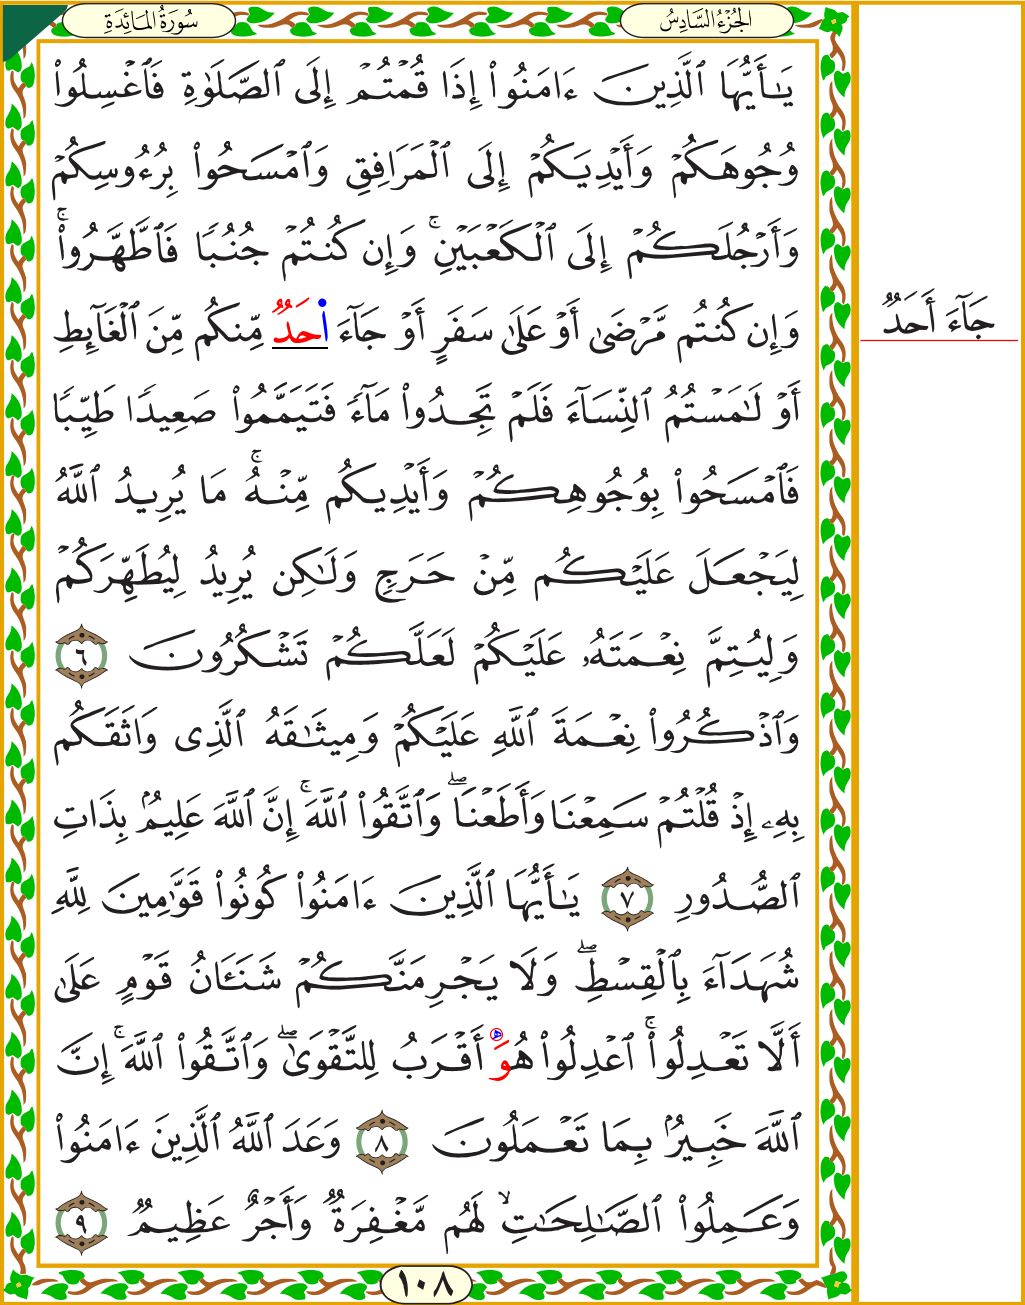 الجُزْءُ السَّادِسُ
سُورَةُ المَائِدَةِ
يَٰٓأَيُّهَا ٱلَّذِينَ ءَامَنُوٓا۟ إِذَا قُمْتُمْ إِلَى ٱلصَّلَوٰةِ فَٱغْسِلُوا۟
وُجُوهَكُمْ وَأَيْدِيَكُمْ إِلَى ٱلْمَرَافِقِ وَٱمْسَحُوا۟ بِرُءُوسِكُمْ
وَأَرْجُلَكُمْ إِلَى ٱلْكَعْبَيْنِ ۚ وَإِن كُنتُمْ جُنُبًا فَٱطَّهَّرُوا۟ ۚ
وَإِن كُنتُم مَّرْضَىٰٓ أَوْ عَلَىٰ سَفَرٍ أَوْ جَآءَ اَحَدٌ مِّنكُم مِّنَ ٱلْغَآئِطِ
جَآءَ أَحَدٌ
أَوْ لَٰمَسْتُمُ ٱلنِّسَآءَ فَلَمْ تَجِدُوا۟ مَآءً فَتَيَمَّمُوا۟ صَعِيدًا طَيِّبًا
فَٱمْسَحُوا۟ بِوُجُوهِكُمْ وَأَيْدِيكُم مِّنْهُ ۚ مَا يُرِيدُ ٱللَّهُ
لِيَجْعَلَ عَلَيْكُم مِّنْ حَرَجٍ وَلَٰكِن يُرِيدُ لِيُطَهِّرَكُمْ
وَلِيُتِمَّ نِعْمَتَهُۥ عَلَيْكُمْ لَعَلَّكُمْ تَشْكُرُونَ ٦
وَٱذْكُرُوا۟ نِعْمَةَ ٱللَّهِ عَلَيْكُمْ وَمِيثَٰقَهُ ٱلَّذِى وَاثَقَكُم
بِهِۦٓ إِذْ قُلْتُمْ سَمِعْنَا وَأَطَعْنَا ۖ وَٱتَّقُوا۟ ٱللَّهَ ۚ إِنَّ ٱللَّهَ عَلِيمٌۢ بِذَاتِ
ٱلصُّدُورِ ٧ يَٰٓأَيُّهَا ٱلَّذِينَ ءَامَنُوا۟ كُونُوا۟ قَوَّٰمِينَ لِلَّهِ
شُهَدَآءَ بِٱلْقِسْطِ ۖ وَلَا يَجْرِمَنَّكُمْ شَنَـَٔانُ قَوْمٍ عَلَىٰٓ
أَلَّا تَعْدِلُوا۟ ۚ ٱعْدِلُوا۟ هُوَ أَقْرَبُ لِلتَّقْوَىٰ ۖ وَٱتَّقُوا۟ ٱللَّهَ ۚ إِنَّ
ٱللَّهَ خَبِيرٌۢ بِمَا تَعْمَلُونَ ٨ وَعَدَ ٱللَّهُ ٱلَّذِينَ ءَامَنُوا۟
وَعَمِلُوا۟ ٱلصَّٰلِحَٰتِ ۙ لَهُم مَّغْفِرَةٌ وَأَجْرٌ عَظِيمٌ ٩
١٠٨